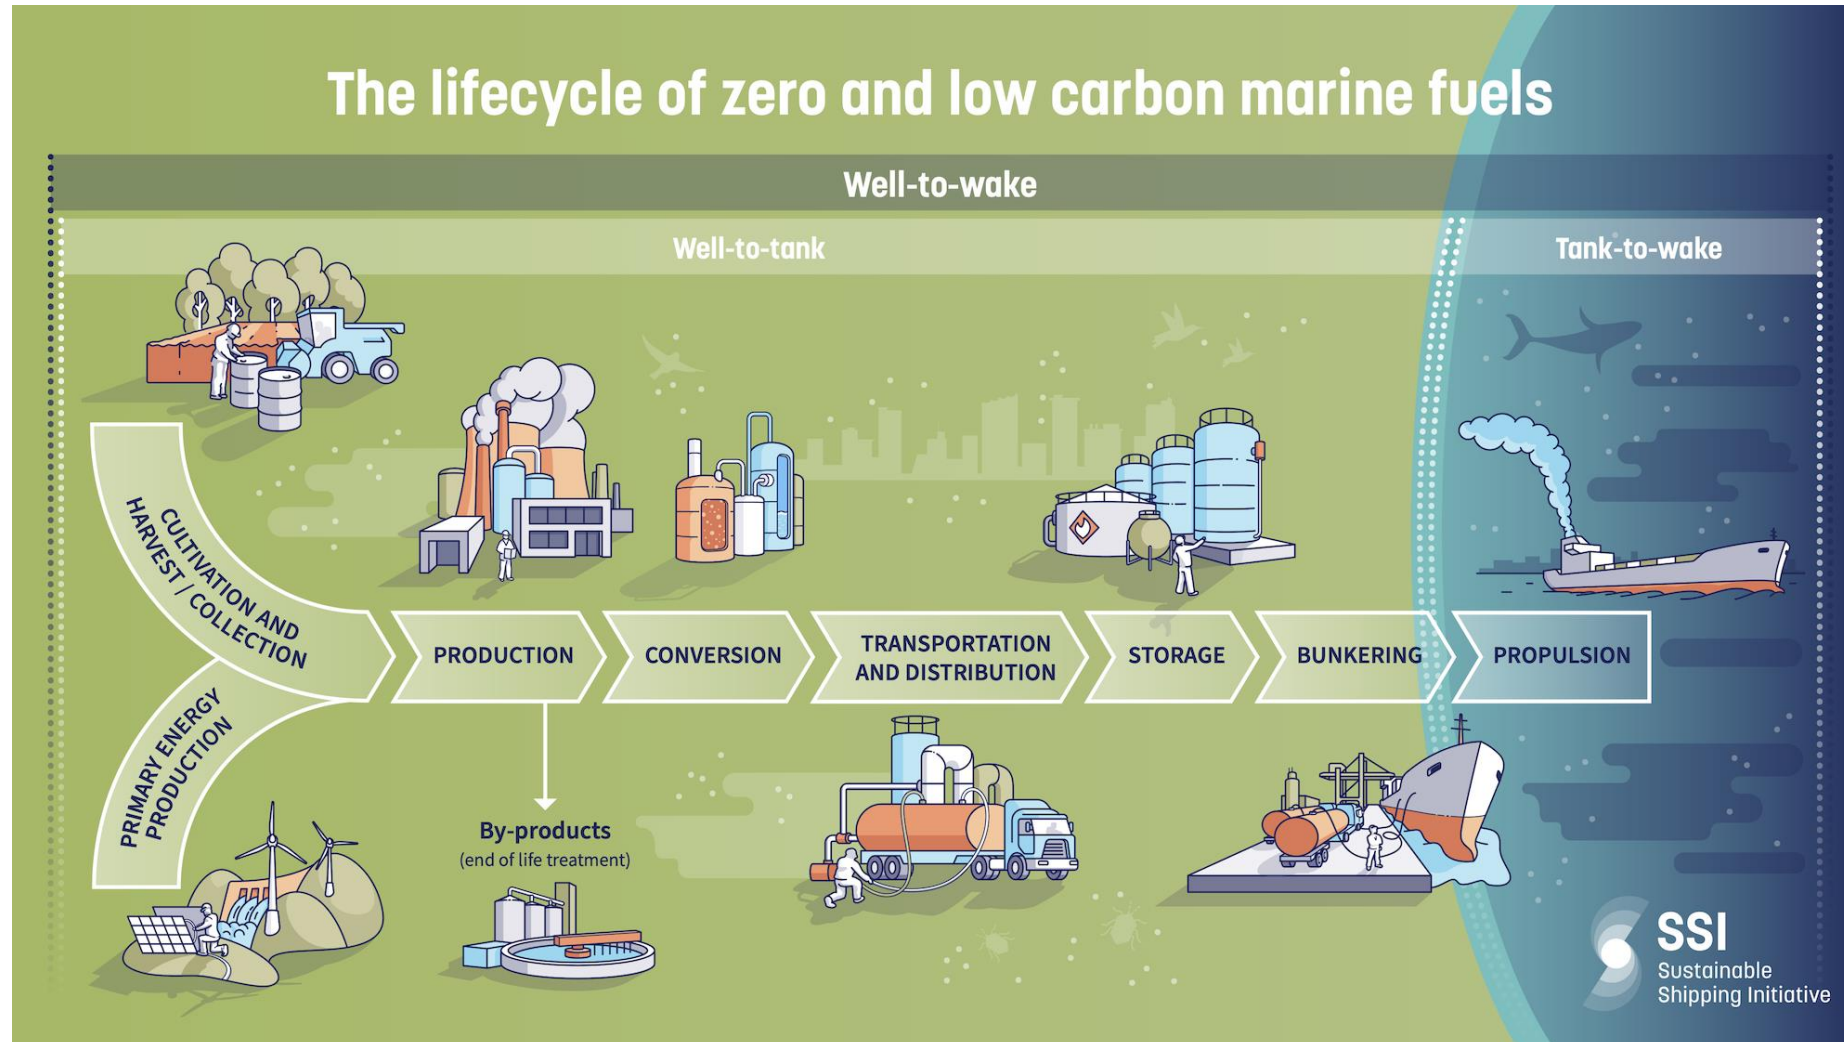 The lifecycle of zero and low carbon marine fuels
Well-to-wake
Well-to-tank
Tank-to-wake
CULTIVATION AND
HARVEST / COLLECTION
PRIMARY ENERGY
PRODUCTION
PRODUCTION
CONVERSION
TRANSPORTATION
AND DISTRIBUTION
STORAGE
BUNKERING
PROPULSION
By-products
(end of life treatment)
SSI
Sustainable
Shipping Initiative